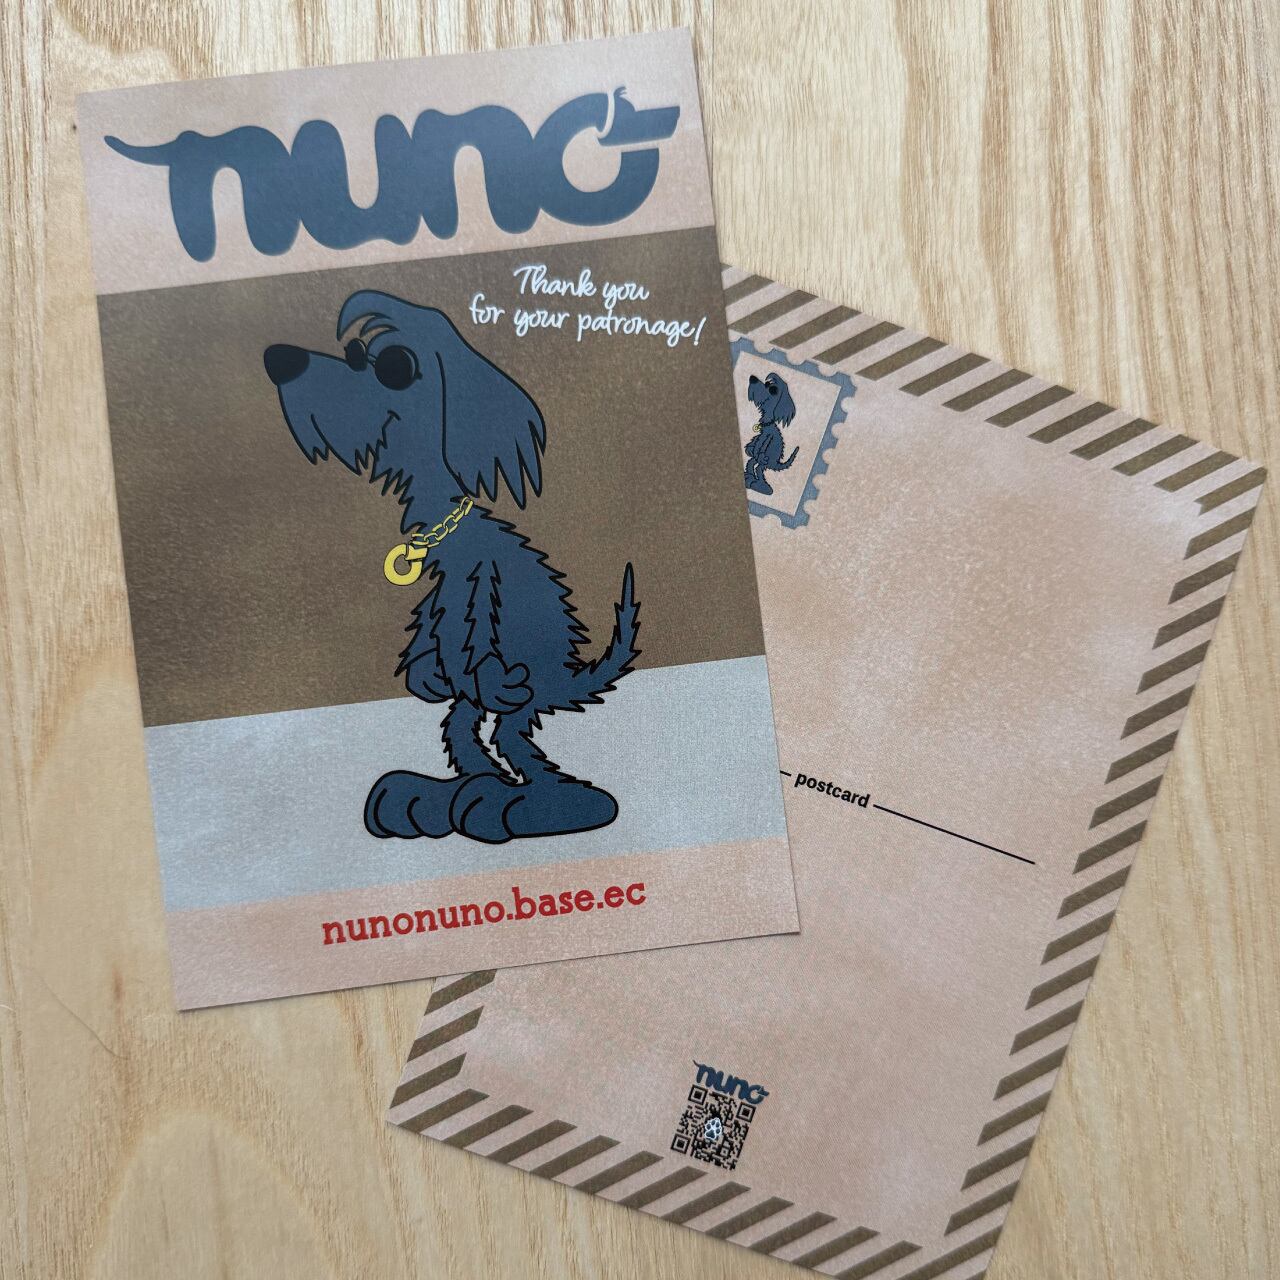 nuno
Thank you
for your patronage!
nunonuno.base.ec
postcard
nuno